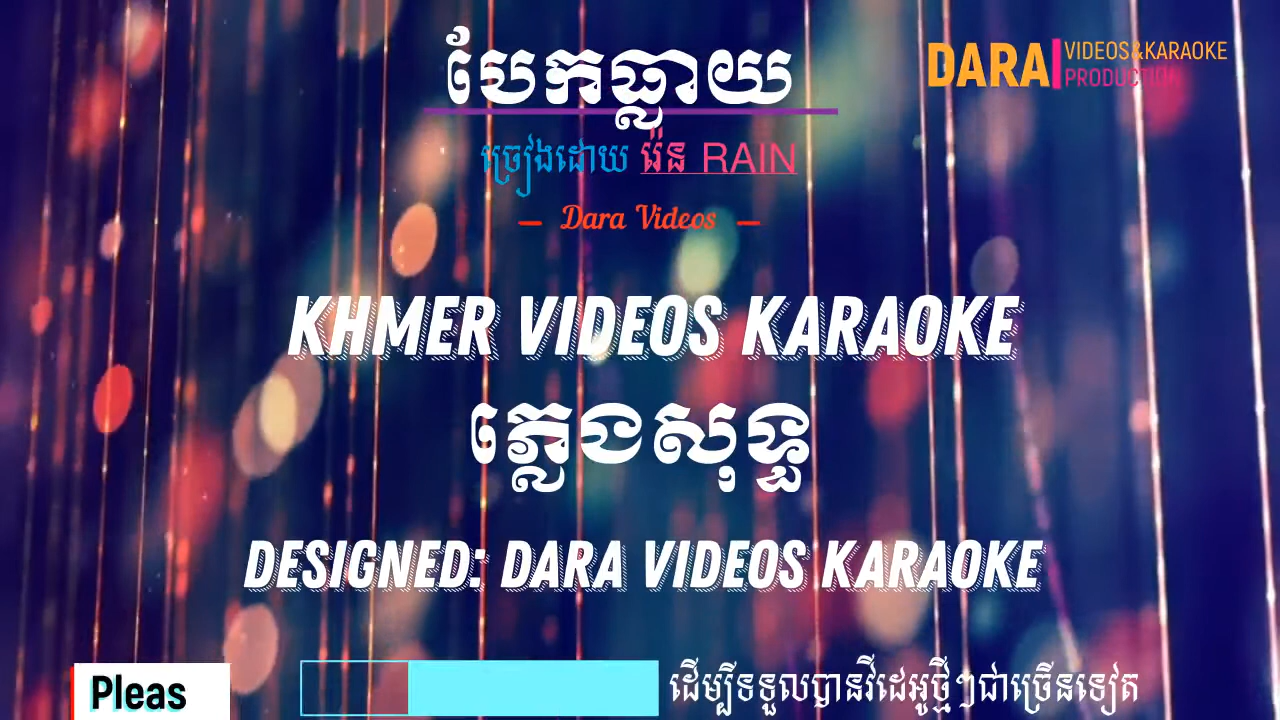 បែកធ្លាយ
DARA VIDEOS&KARAOKE
PRODUCTION
ច្រៀងដោយ រ៉េន RAIN
Dara Videos
KHMER VIDEOS KARAOKE
ភ្លេងសុទ្ធ
DESIGNED: DARA VIDEOS KARAOKE
Pleas
ដើម្បីទទួលបានវីដេអូថ្មីៗជាច្រើនទៀត